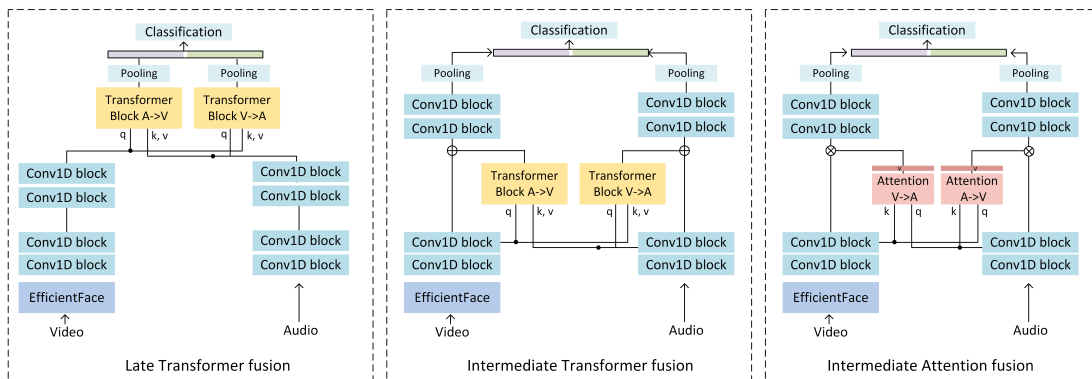 Classification
Pooling
Pooling
Transformer
Block A->V
Transformer
Block V->A
q
k, v
q
k, v
Conv1D block
Conv1D block
Conv1D block
Conv1D block
Conv1D block
Conv1D block
Conv1D block
Conv1D block
EfficientFace
Video
Audio
Late Transformer fusion
Classification
Pooling
Pooling
Conv1D block
Conv1D block
Conv1D block
Conv1D block
Transformer
Block A->V
Transformer
Block V->A
q
k, v
q
k, v
Conv1D block
Conv1D block
Conv1D block
Conv1D block
EfficientFace
Video
Audio
Intermediate Transformer fusion
Classification
Pooling
Pooling
Conv1D block
Conv1D block
Conv1D block
Conv1D block
v
Attention
V->A
v
Attention
A->V
k
q
k
q
Conv1D block
Conv1D block
Conv1D block
Conv1D block
EfficientFace
Video
Audio
Intermediate Attention fusion